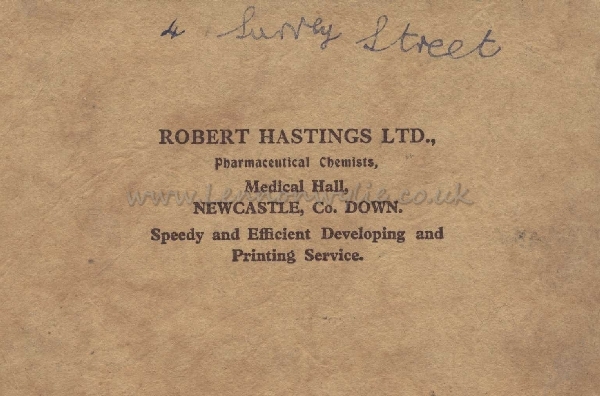 4 Survey Street
ROBERT HASTINGS LTD.,
Pharmaceutical Chemists,
Medical Hall,
NEWCASTLE, Co. DOWN.
Speedy and Efficient Developing and
Printing Service.